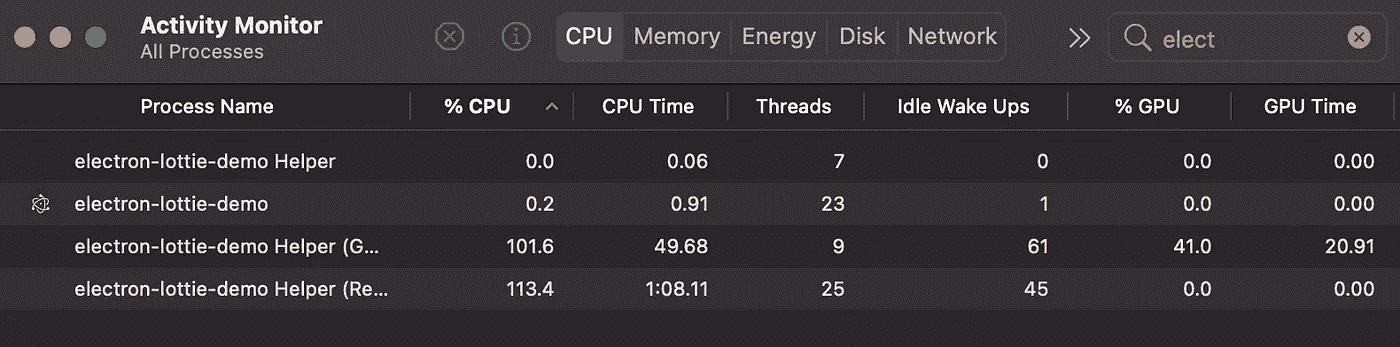 Activity Monitor
All Processes
CPU Memory Energy Disk Network
elect
Process Name % CPU CPU Time Threads Idle Wake Ups % GPU GPU Time
electron-lottie-demo Helper 0.0 0.06 7 0 0.0 0.00
electron-lottie-demo 0.2 0.91 23 1 0.0 0.00
electron-lottie-demo Helper (G... 101.6 49.68 9 61 41.0 20.91
electron-lottie-demo Helper (Re... 113.4 1:08.11 25 45 0.0 0.00